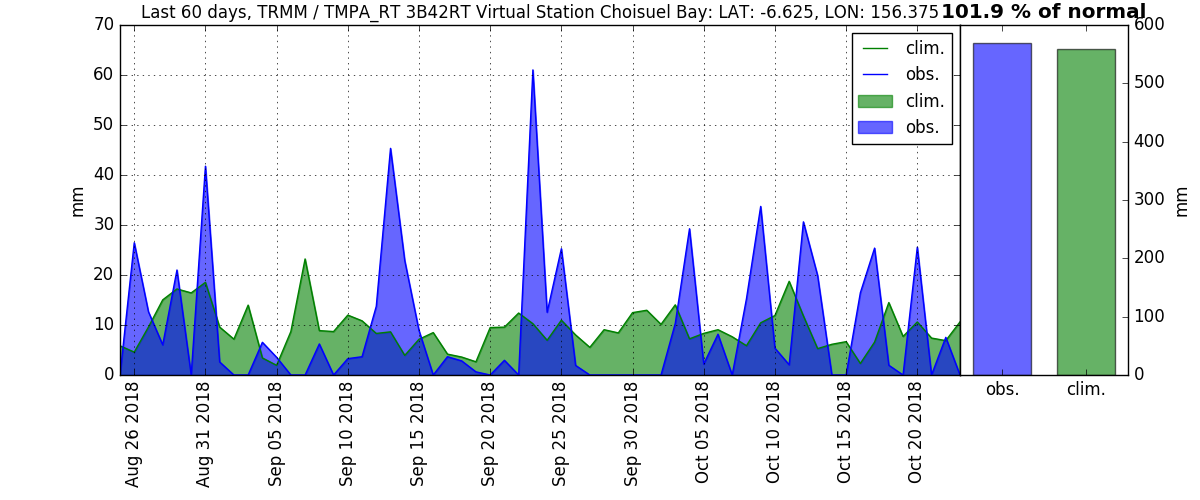 Last 60 days, TRMM / TMPA_RT 3B42RT Virtual Station Choisuel Bay: LAT: -6.625, LON: 156.375
101.9 % of normal
70
60
50
40
30
20
10
0
mm
clim.
obs.
clim.
obs.
600
500
400
300
200
100
0
mm
Aug 26 2018
Aug 31 2018
Sep 05 2018
Sep 10 2018
Sep 15 2018
Sep 20 2018
Sep 25 2018
Sep 30 2018
Oct 05 2018
Oct 10 2018
Oct 15 2018
Oct 20 2018
obs.
clim.